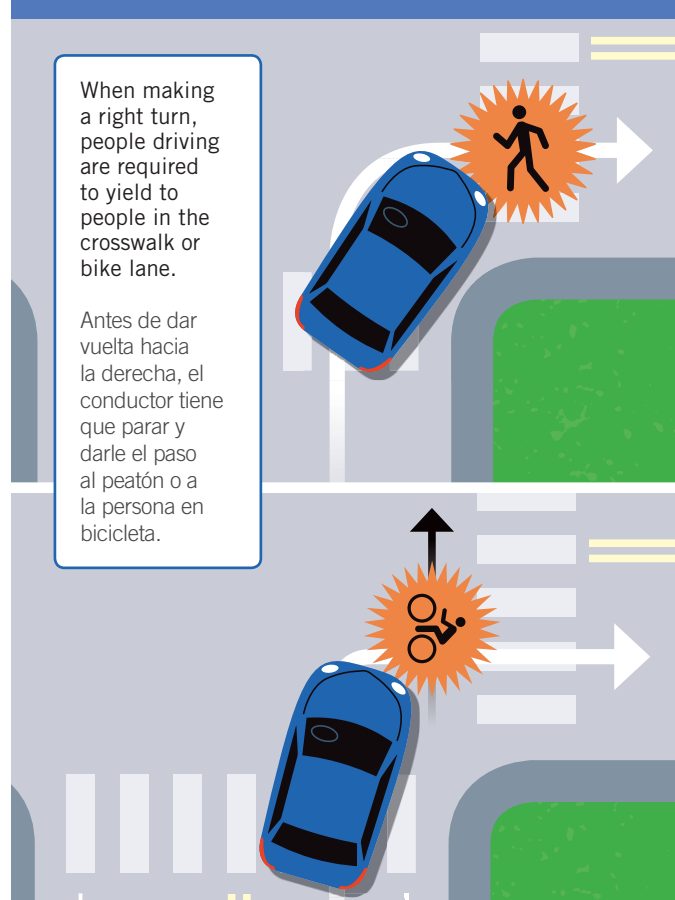 When making
a right turn,
people driving
are required
to yield to
people in the
crosswalk or
bike lane.
Antes de dar
vuelta hacia
la derecha, el
conductor tiene
que parar y
darle el paso
al peatón o a
la persona en
bicicleta.